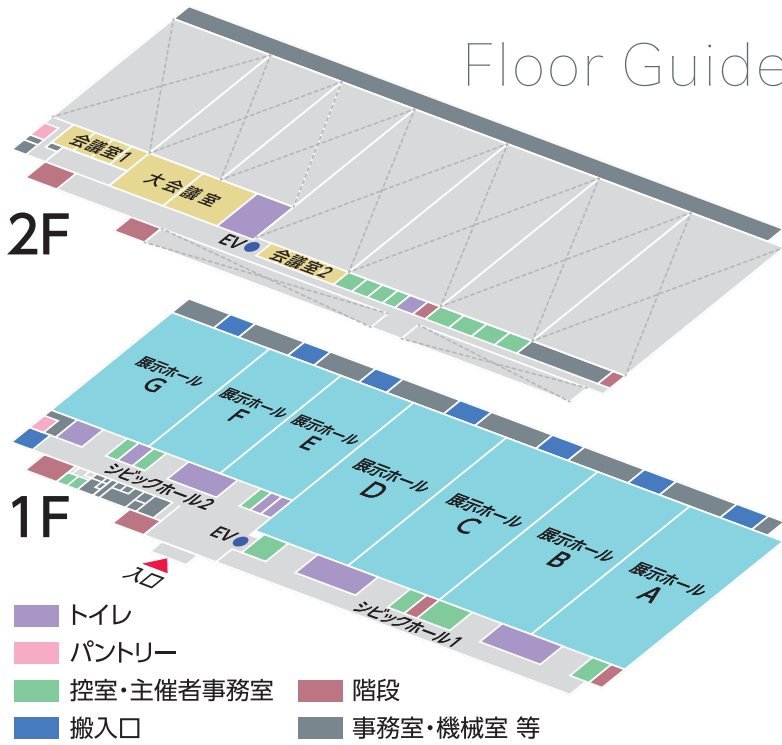 Floor Guide
会議室1
大会議室
2F
EV
会議室2
展示ホール
G
展示ホール
F
展示ホール
E
展示ホール
D
展示ホール
C
展示ホール
B
展示ホール
A
シビックホール2
1F
EV
入口
シビックホール1
トイレ
パントリー
控室・主催者事務室
階段
搬入口
事務室・機械室 等